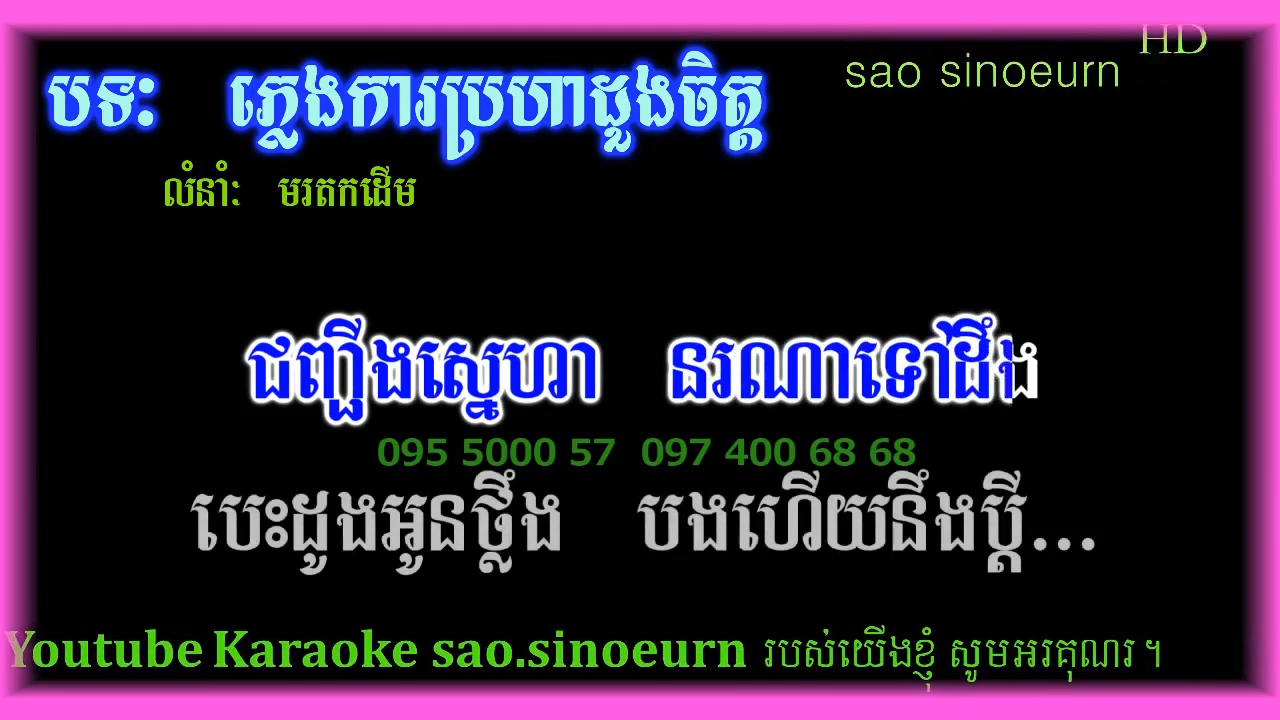 HD
បទ៖ ភ្លេងការប្រហាដួងចិត្ត
sao sinoeurn
លំនាំ៖ មរតកដើម
ជញ្ជឹងស្នេហា នរណាទៅដឹង
095 5000 57 097 400 68 68
បេះដូងអូនថ្លឹង បងហើយនឹងប្ដី...
Youtube Karaoke sao.sinoeurn របស់យើងខ្ញុំ សូមអរគុណរ ។